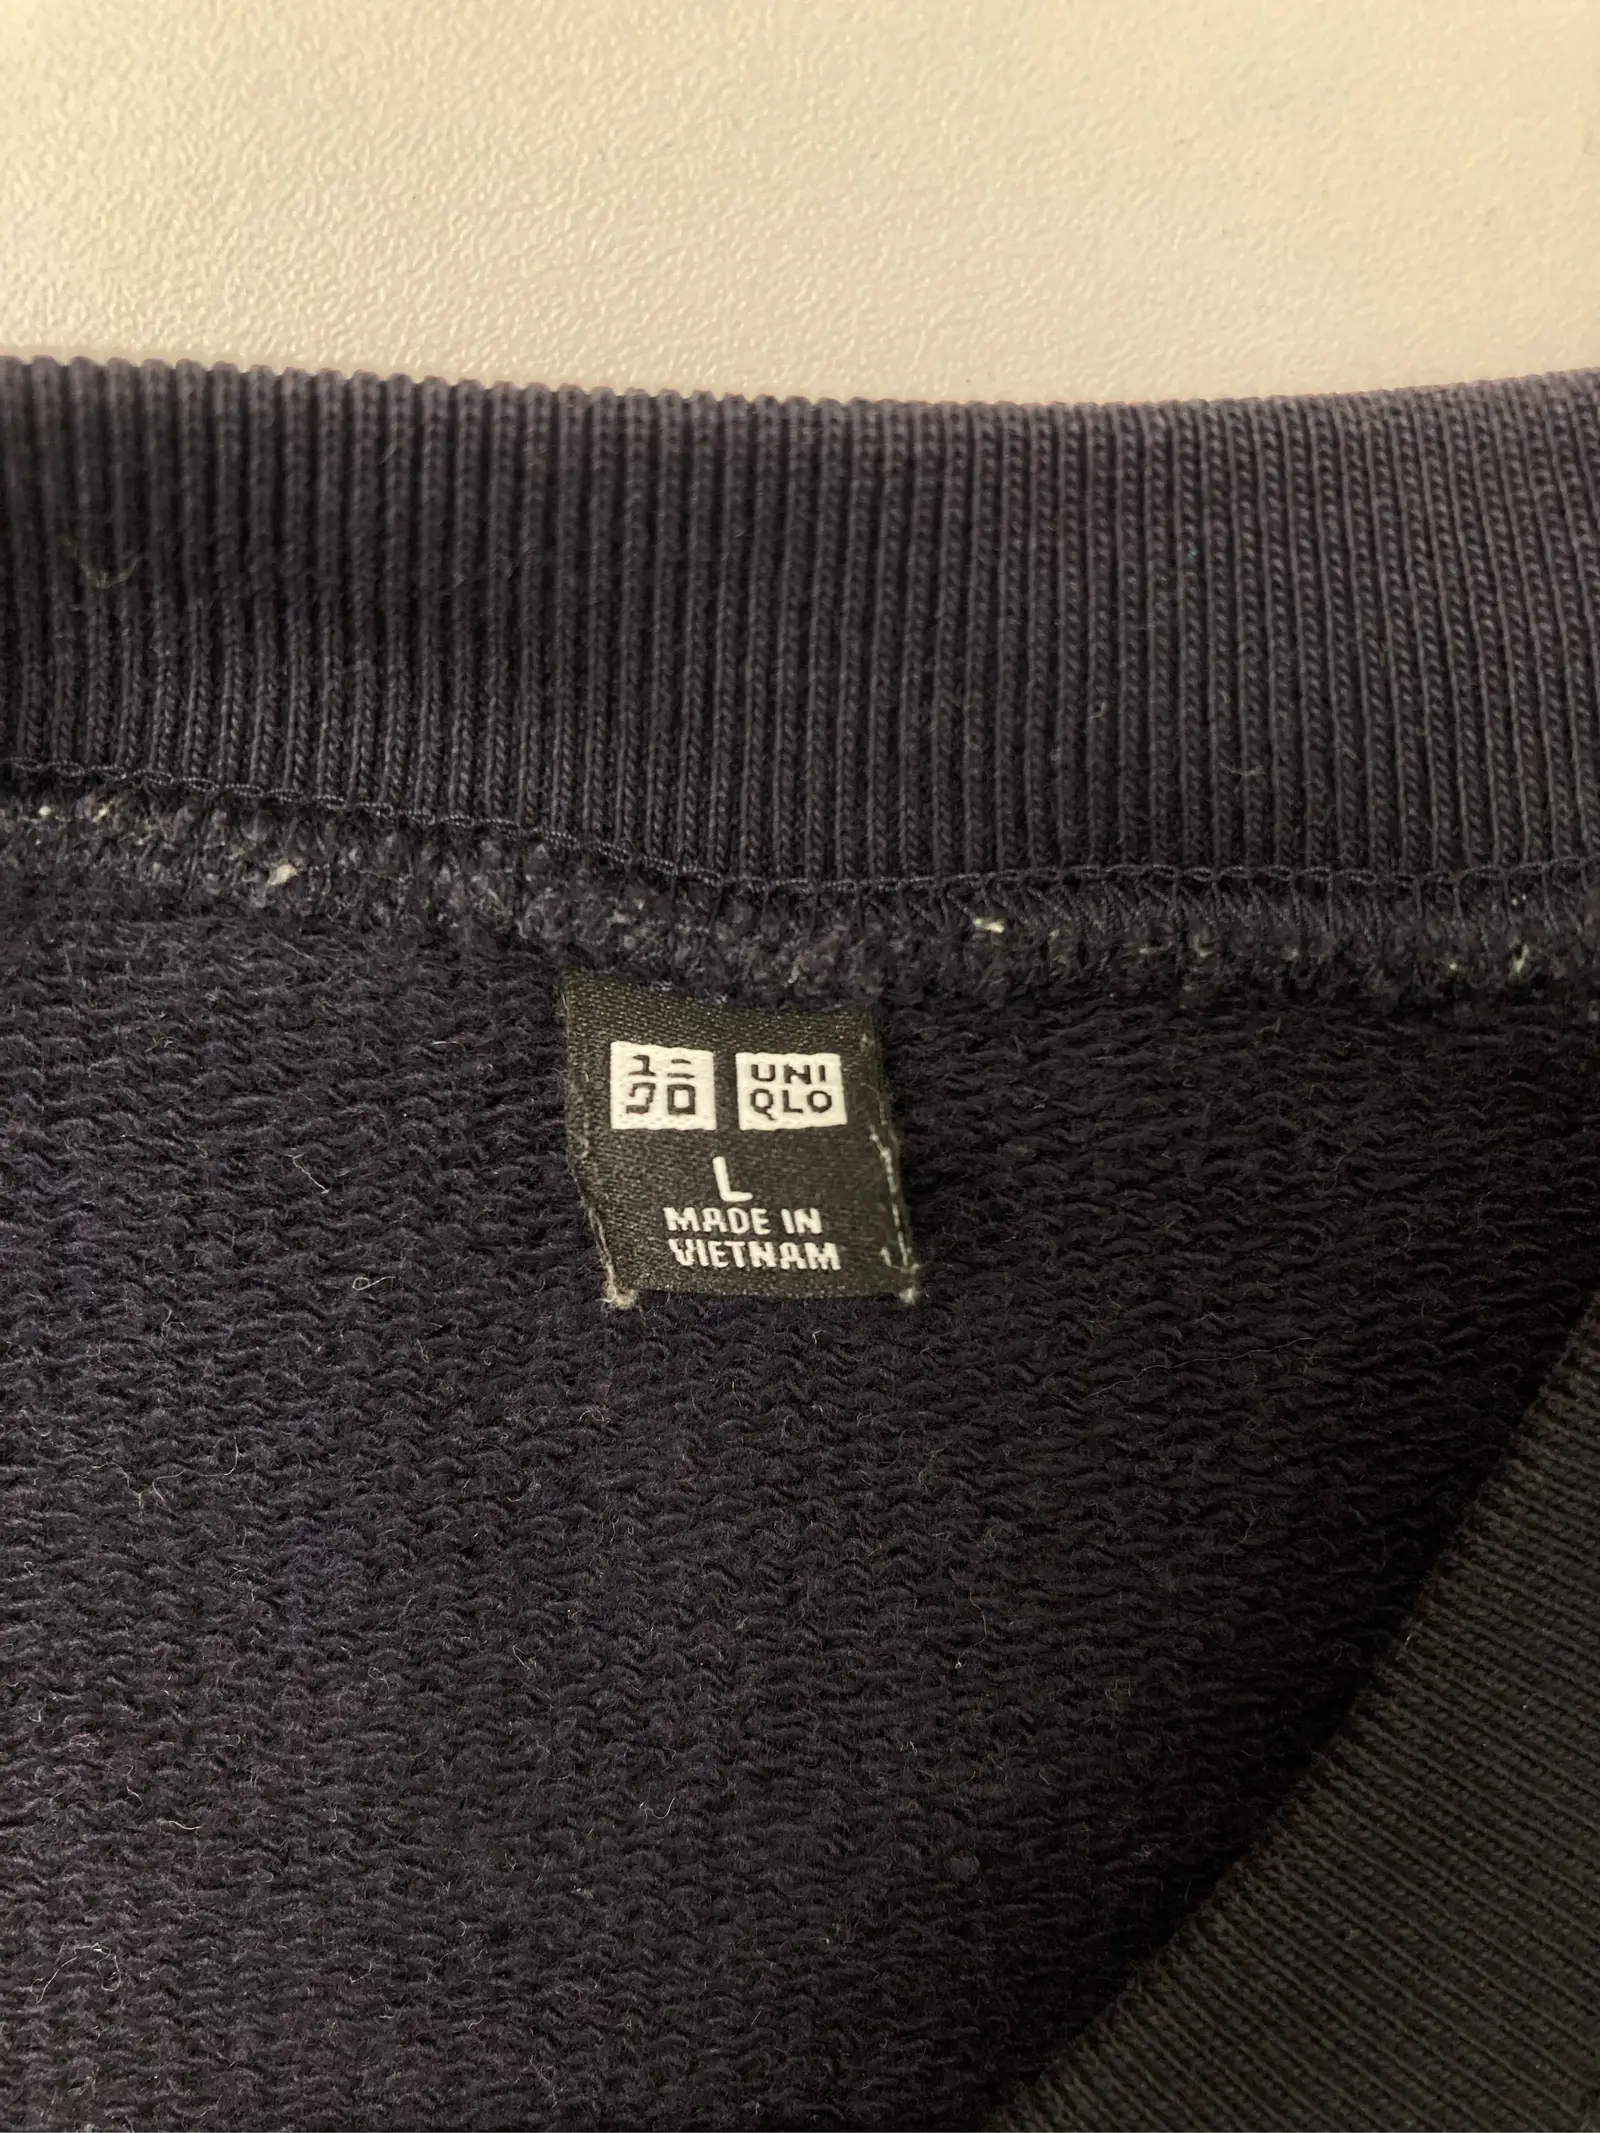 ユニ UNI
クロ QLO
L
MADE IN
VIETNAM